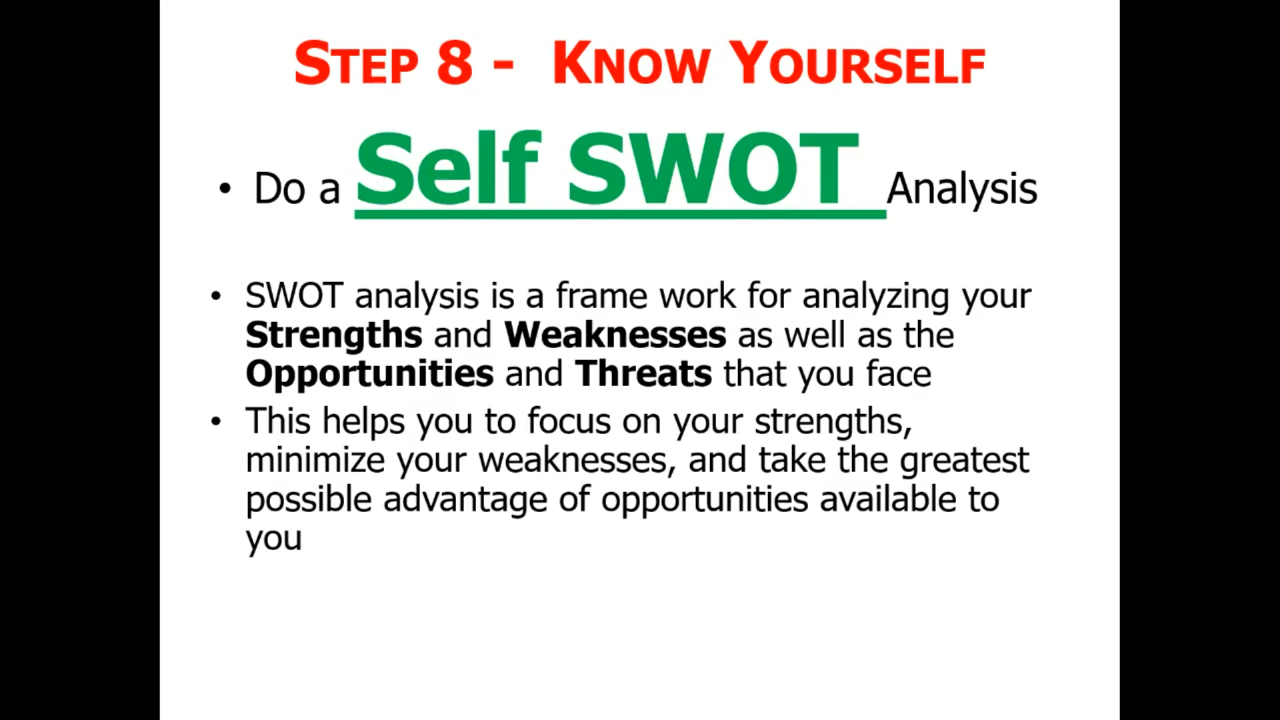 STEP 8 - KNOW YOURSELF
• Do a Self SWOT Analysis
• SWOT analysis is a frame work for analyzing your
Strengths and Weaknesses as well as the
Opportunities and Threats that you face
• This helps you to focus on your strengths,
minimize your weaknesses, and take the greatest
possible advantage of opportunities available to
you